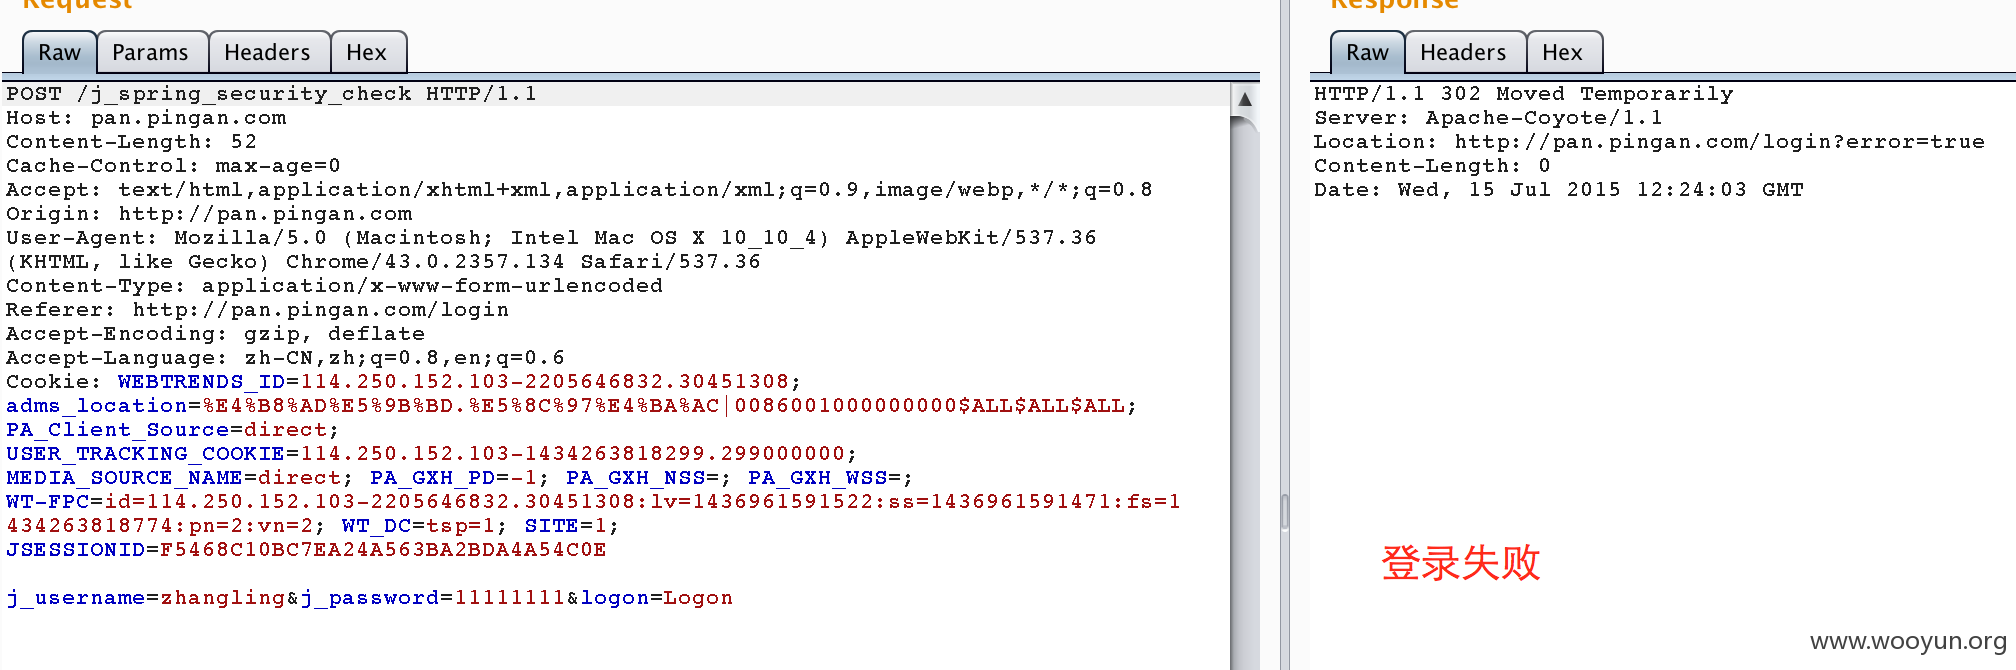 Request
Response
Raw Params Headers Hex
Raw Headers Hex
POST /j_spring_security_check HTTP/1.1
Host: pan.pingan.com
Content-Length: 52
Cache-Control: max-age=0
Accept: text/html,application/xhtml+xml,application/xml;q=0.9,image/webp,*/*;q=0.8
Origin: http://pan.pingan.com
User-Agent: Mozilla/5.0 (Macintosh; Intel Mac OS X 10_10_4) AppleWebKit/537.36
(KHTML, like Gecko) Chrome/43.0.2357.134 Safari/537.36
Content-Type: application/x-www-form-urlencoded
Referer: http://pan.pingan.com/login
Accept-Encoding: gzip, deflate
Accept-Language: zh-CN,zh;q=0.8,en;q=0.6
Cookie: WEBTRENDS_ID=114.250.152.103-2205646832.30451308;
adms_location=%E4%B8%AD%E5%9B%BD.%E5%8C%97%E4%BA%AC|0086001000000000$ALL$ALL$ALL;
PA_Client_Source=direct;
USER_TRACKING_COOKIE=114.250.152.103-1434263818299.299000000;
MEDIA_SOURCE_NAME=direct; PA_GXH_PD=-1; PA_GXH_NSS=; PA_GXH_WSS=;
WT-FPC=id=114.250.152.103-2205646832.30451308:lv=1436961591522:ss=1436961591471:fs=1
434263818774:pn=2:vn=2; WT_DC=tsp=1; SITE=1;
JSESSIONID=F5468C10BC7EA24A563BA2BDA4A54C0E
j_username=zhangling&j_password=11111111&logon=Logon
HTTP/1.1 302 Moved Temporarily
Server: Apache-Coyote/1.1
Location: http://pan.pingan.com/login?error=true
Content-Length: 0
Date: Wed, 15 Jul 2015 12:24:03 GMT
登录失败
www.wooyun.org